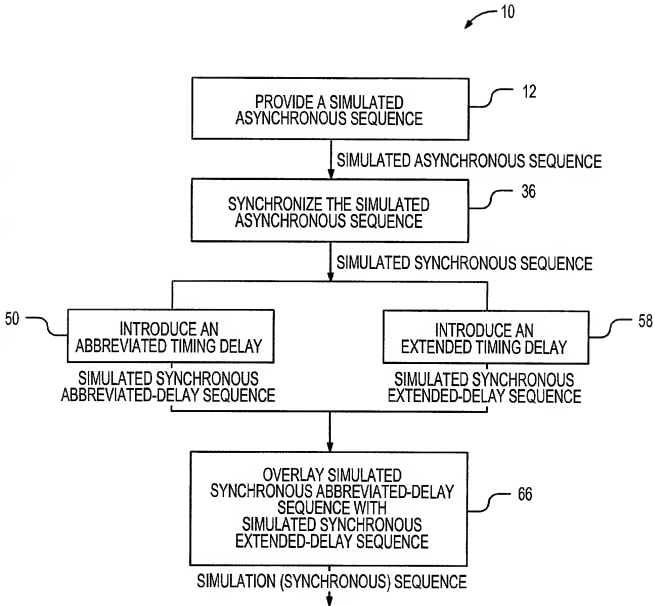 10
PROVIDE A SIMULATED
ASYNCHRONOUS SEQUENCE
12
SIMULATED ASYNCHRONOUS SEQUENCE
SYNCHRONIZE THE SIMULATED
ASYNCHRONOUS SEQUENCE
36
SIMULATED SYNCHRONOUS SEQUENCE
50
INTRODUCE AN
ABBREVIATED TIMING DELAY
INTRODUCE AN
EXTENDED TIMING DELAY
58
SIMULATED SYNCHRONOUS
ABBREVIATED-DELAY SEQUENCE
SIMULATED SYNCHRONOUS
EXTENDED-DELAY SEQUENCE
OVERLAY SIMULATED
SYNCHRONOUS ABBREVIATED-DELAY
SEQUENCE WITH
SIMULATED SYNCHRONOUS
EXTENDED-DELAY SEQUENCE
66
SIMULATION (SYNCHRONOUS) SEQUENCE